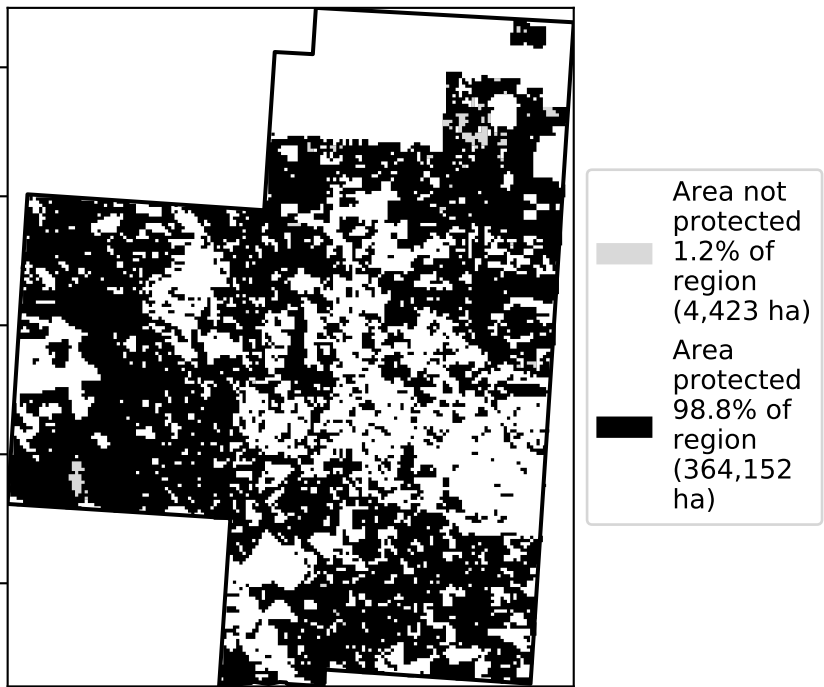 Area not
protected
1.2% of
region
(4,423 ha)
Area
protected
98.8% of
region
(364,152
ha)